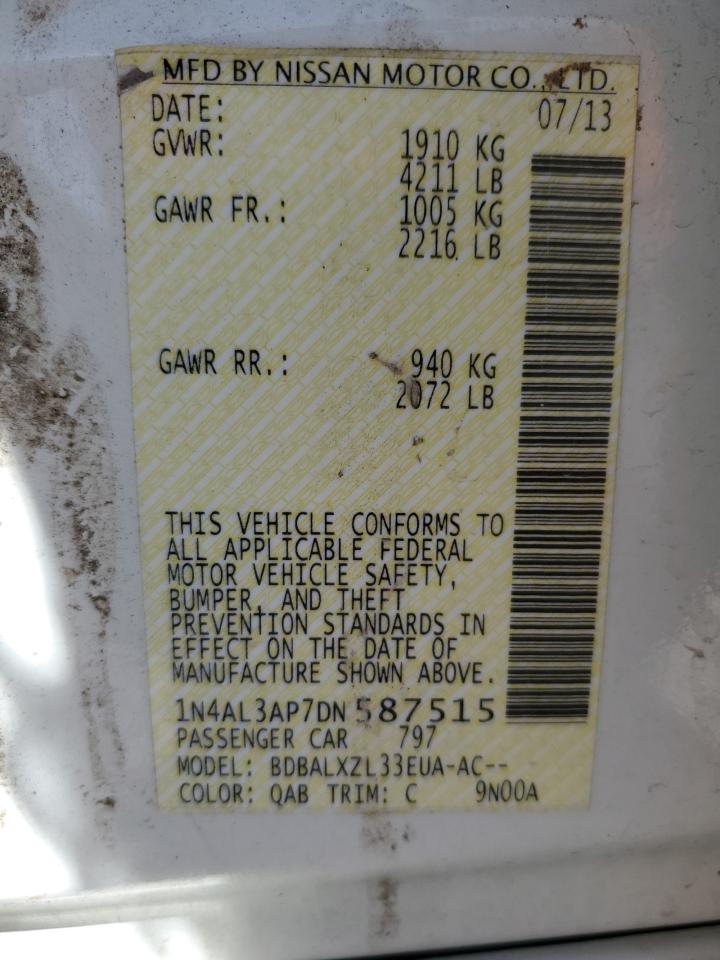 MFD BY NISSAN MOTOR CO., LTD.
DATE: 07/13
GVWR: 1910 KG
4211 LB
GAWR FR.: 1005 KG
2216 LB
GAWR RR.: 940 KG
2072 LB
THIS VEHICLE CONFORMS TO
ALL APPLICABLE FEDERAL
MOTOR VEHICLE SAFETY,
BUMPER, AND THEFT
PREVENTION STANDARDS IN
EFFECT ON THE DATE OF
MANUFACTURE SHOWN ABOVE.
1N4AL3AP7DN587515
PASSENGER CAR 797
MODEL: BDBALXZL33EUA-AC--
COLOR: QAB TRIM: C 9N00A